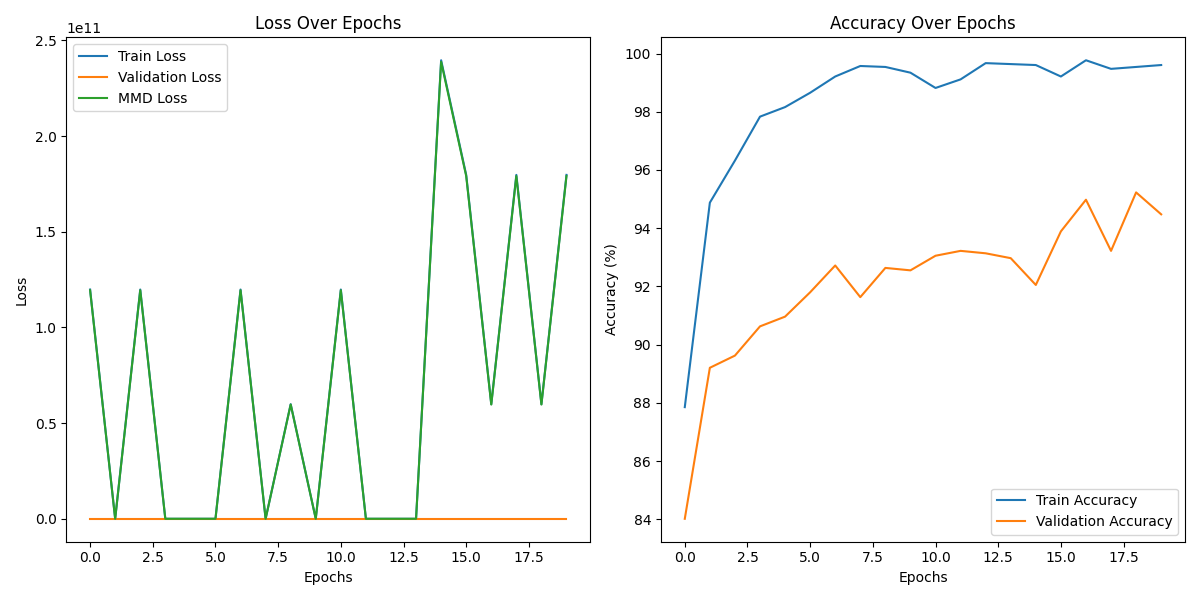 Loss Over Epochs
1e11
Train Loss
Validation Loss
MMD Loss
2.5
2.0
1.5
1.0
0.5
0.0
Loss
0.0 2.5 5.0 7.5 10.0 12.5 15.0 17.5
Epochs
Accuracy Over Epochs
100
98
96
94
92
90
88
86
84
Accuracy (%)
Train Accuracy
Validation Accuracy
0.0 2.5 5.0 7.5 10.0 12.5 15.0 17.5
Epochs